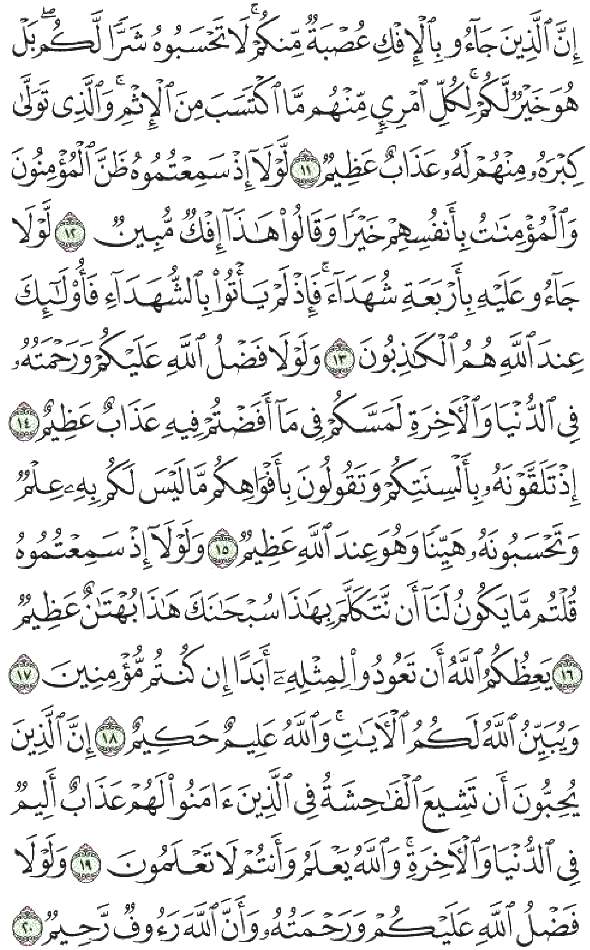 إِنَّ ٱلَّذِينَ جَآءُو بِٱلْإِفْكِ عُصْبَةٌ مِّنكُمْ ۚ لَا تَحْسَبُوهُ شَرًّا لَّكُم ۖ بَلْ
هُوَ خَيْرٌ لَّكُمْ ۚ لِكُلِّ ٱمْرِئٍ مِّنْهُم مَّا ٱكْتَسَبَ مِنَ ٱلْإِثْمِ ۚ وَٱلَّذِى تَوَلَّىٰ
كِبْرَهُۥ مِنْهُمْ لَهُۥ عَذَابٌ عَظِيمٌ ١١ لَّوْلَآ إِذْ سَمِعْتُمُوهُ ظَنَّ ٱلْمُؤْمِنُونَ
وَٱلْمُؤْمِنَٰتُ بِأَنفُسِهِمْ خَيْرًا وَقَالُوا۟ هَٰذَآ إِفْكٌ مُّبِينٌ ١٢ لَّوْلَا
جَآءُو عَلَيْهِ بِأَرْبَعَةِ شُهَدَآءَ ۚ فَإِذْ لَمْ يَأْتُوا۟ بِٱلشُّهَدَآءِ فَأُو۟لَٰٓئِكَ
عِندَ ٱللَّهِ هُمُ ٱلْكَٰذِبُونَ ١٣ وَلَوْلَا فَضْلُ ٱللَّهِ عَلَيْكُمْ وَرَحْمَتُهُۥ
فِى ٱلدُّنْيَا وَٱلْءَاخِرَةِ لَمَسَّكُمْ فِى مَآ أَفَضْتُمْ فِيهِ عَذَابٌ عَظِيمٌ ١٤
إِذْ تَلَقَّوْنَهُۥ بِأَلْسِنَتِكُمْ وَتَقُولُونَ بِأَفْوَاهِكُم مَّا لَيْسَ لَكُم بِهِۦ عِلْمٌ
وَتَحْسَبُونَهُۥ هَيِّنًا وَهُوَ عِندَ ٱللَّهِ عَظِيمٌ ١٥ وَلَوْلَآ إِذْ سَمِعْتُمُوهُ
قُلْتُم مَّا يَكُونُ لَنَآ أَن نَّتَكَلَّمَ بِهَٰذَا سُبْحَٰنَكَ هَٰذَا بُهْتَٰنٌ عَظِيمٌ
١٦ يَعِظُكُمُ ٱللَّهُ أَن تَعُودُوا۟ لِمِثْلِهِۦٓ أَبَدًا إِن كُنتُم مُّؤْمِنِينَ ١٧
وَيُبَيِّنُ ٱللَّهُ لَكُمُ ٱلْءَايَٰتِ ۚ وَٱللَّهُ عَلِيمٌ حَكِيمٌ ١٨ إِنَّ ٱلَّذِينَ
يُحِبُّونَ أَن تَشِيعَ ٱلْفَٰحِشَةُ فِى ٱلَّذِينَ ءَامَنُوا۟ لَهُمْ عَذَابٌ أَلِيمٌ
فِى ٱلدُّنْيَا وَٱلْءَاخِرَةِ ۚ وَٱللَّهُ يَعْلَمُ وَأَنتُمْ لَا تَعْلَمُونَ ١٩ وَلَوْلَا
فَضْلُ ٱللَّهِ عَلَيْكُمْ وَرَحْمَتُهُۥ وَأَنَّ ٱللَّهَ رَءُوفٌ رَّحِيمٌ ٢٠